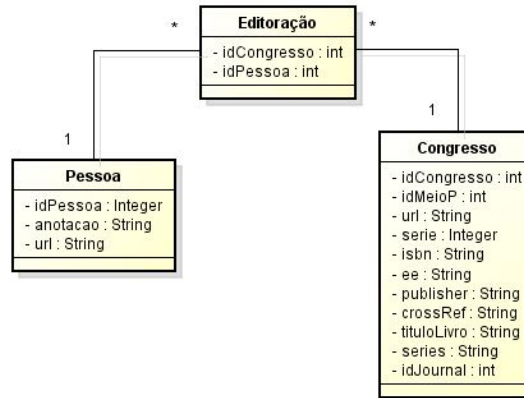 Editoração
- idCongresso : int
- idPessoa : int
*
*
1
1
Pessoa
- idPessoa : Integer
- anotacao : String
- url : String
Congresso
- idCongresso : int
- idMeioP : int
- url : String
- serie : Integer
- isbn : String
- ee : String
- publisher : String
- crossRef : String
- tituloLivro : String
- series : String
- idJournal : int